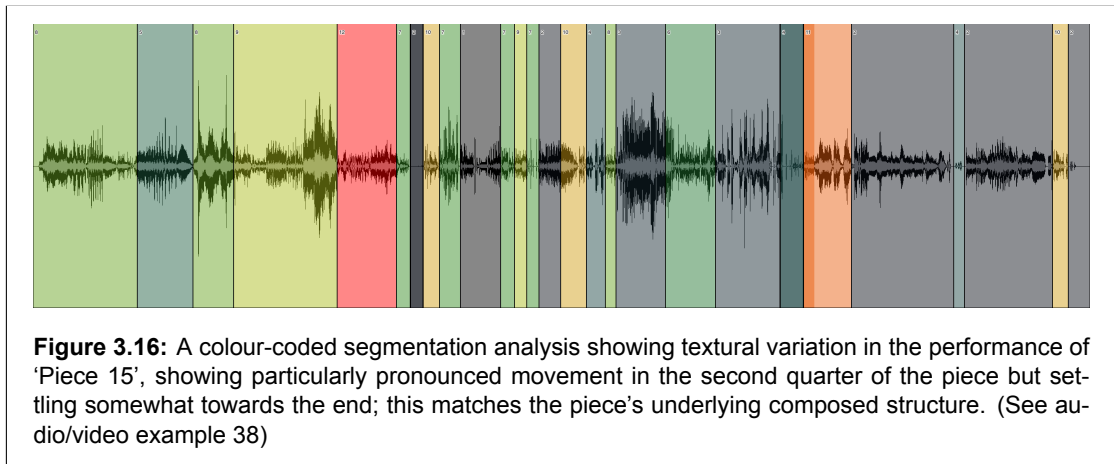 Figure 3.16: A colour-coded segmentation analysis showing textural variation in the performance of
‘Piece 15’, showing particularly pronounced movement in the second quarter of the piece but set-
tling somewhat towards the end; this matches the piece’s underlying composed structure. (See au-
dio/video example 38)